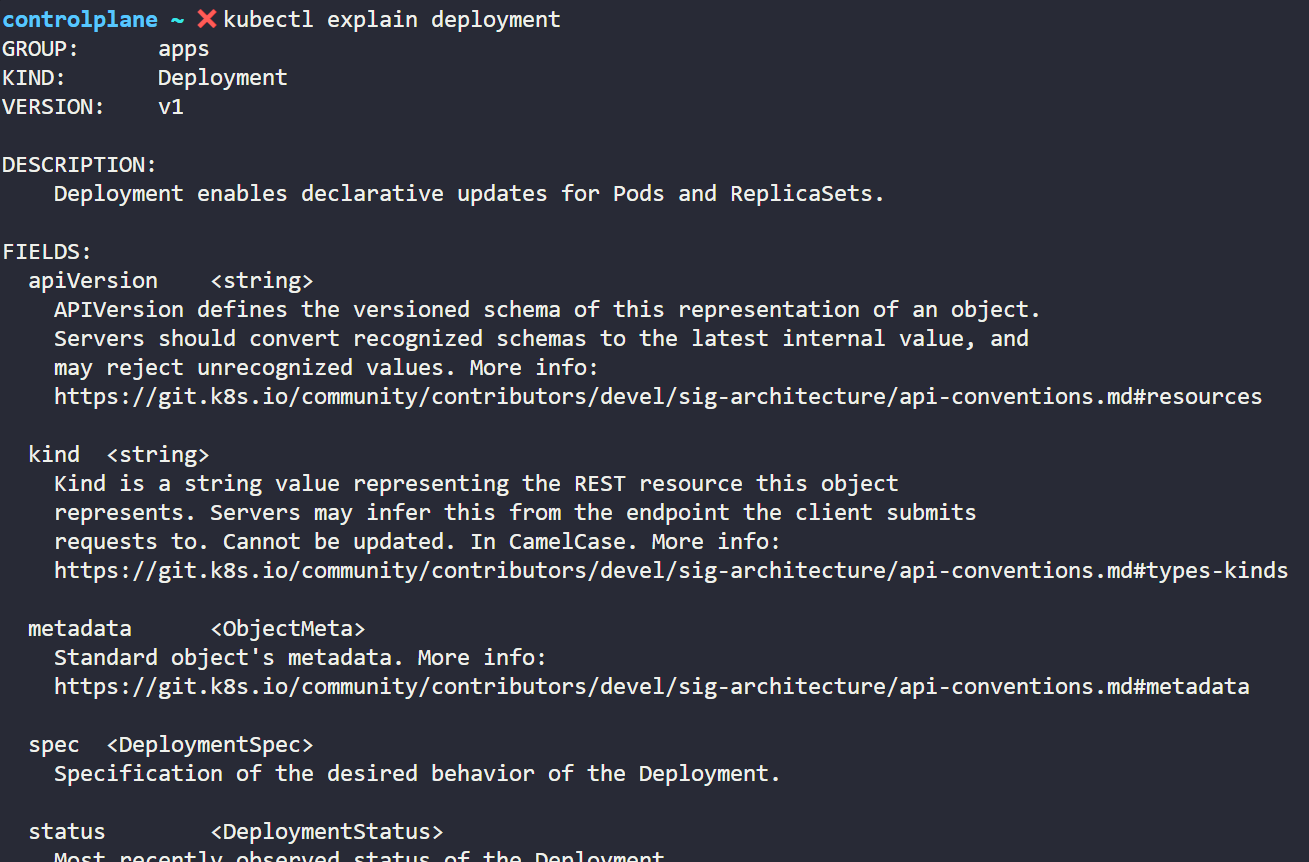 controlplane ~ ❌ kubectl explain deployment
GROUP:      apps
KIND:       Deployment
VERSION:    v1

DESCRIPTION:
    Deployment enables declarative updates for Pods and ReplicaSets.

FIELDS:
  apiVersion    <string>
    APIVersion defines the versioned schema of this representation of an object.
    Servers should convert recognized schemas to the latest internal value, and
    may reject unrecognized values. More info:
    https://git.k8s.io/community/contributors/devel/sig-architecture/api-conventions.md#resources

  kind  <string>
    Kind is a string value representing the REST resource this object
    represents. Servers may infer this from the endpoint the client submits
    requests to. Cannot be updated. In CamelCase. More info:
    https://git.k8s.io/community/contributors/devel/sig-architecture/api-conventions.md#types-kinds

  metadata      <ObjectMeta>
    Standard object's metadata. More info:
    https://git.k8s.io/community/contributors/devel/sig-architecture/api-conventions.md#metadata

  spec  <DeploymentSpec>
    Specification of the desired behavior of the Deployment.

  status        <DeploymentStatus>
    Most recently observed status of the Deployment